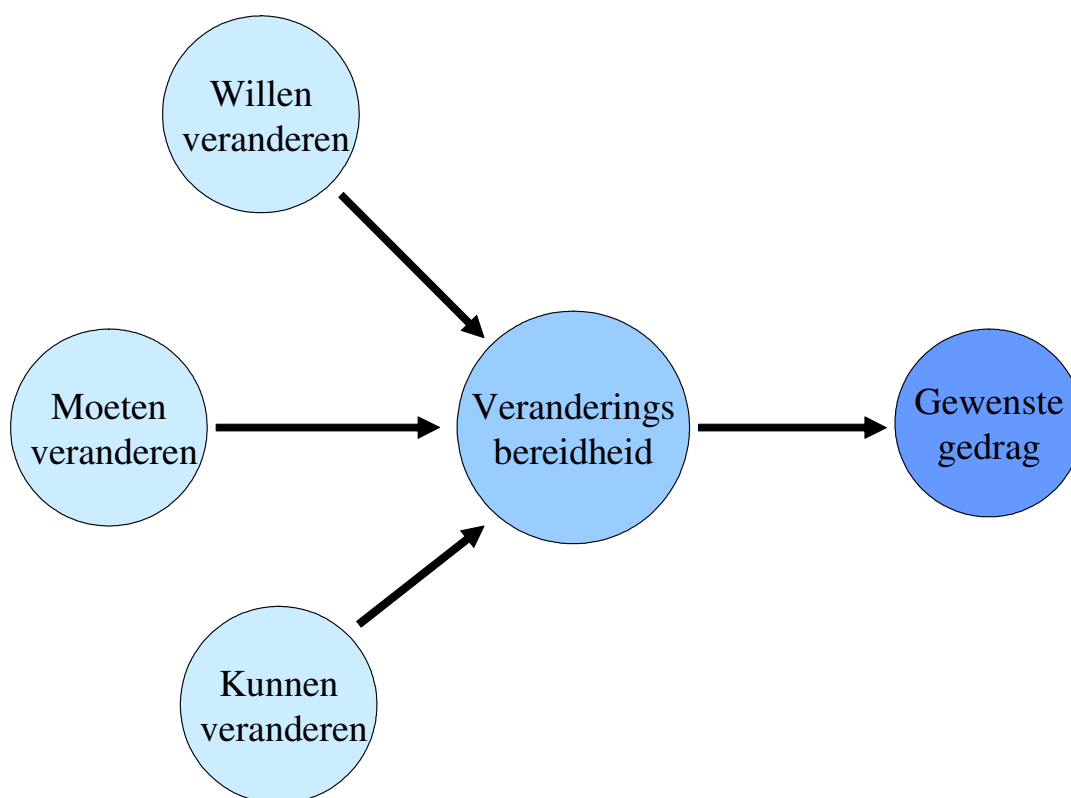 Willen
veranderen
Moeten
veranderen
Veranderings
bereidheid
Gewenste
gedrag
Kunnen
veranderen